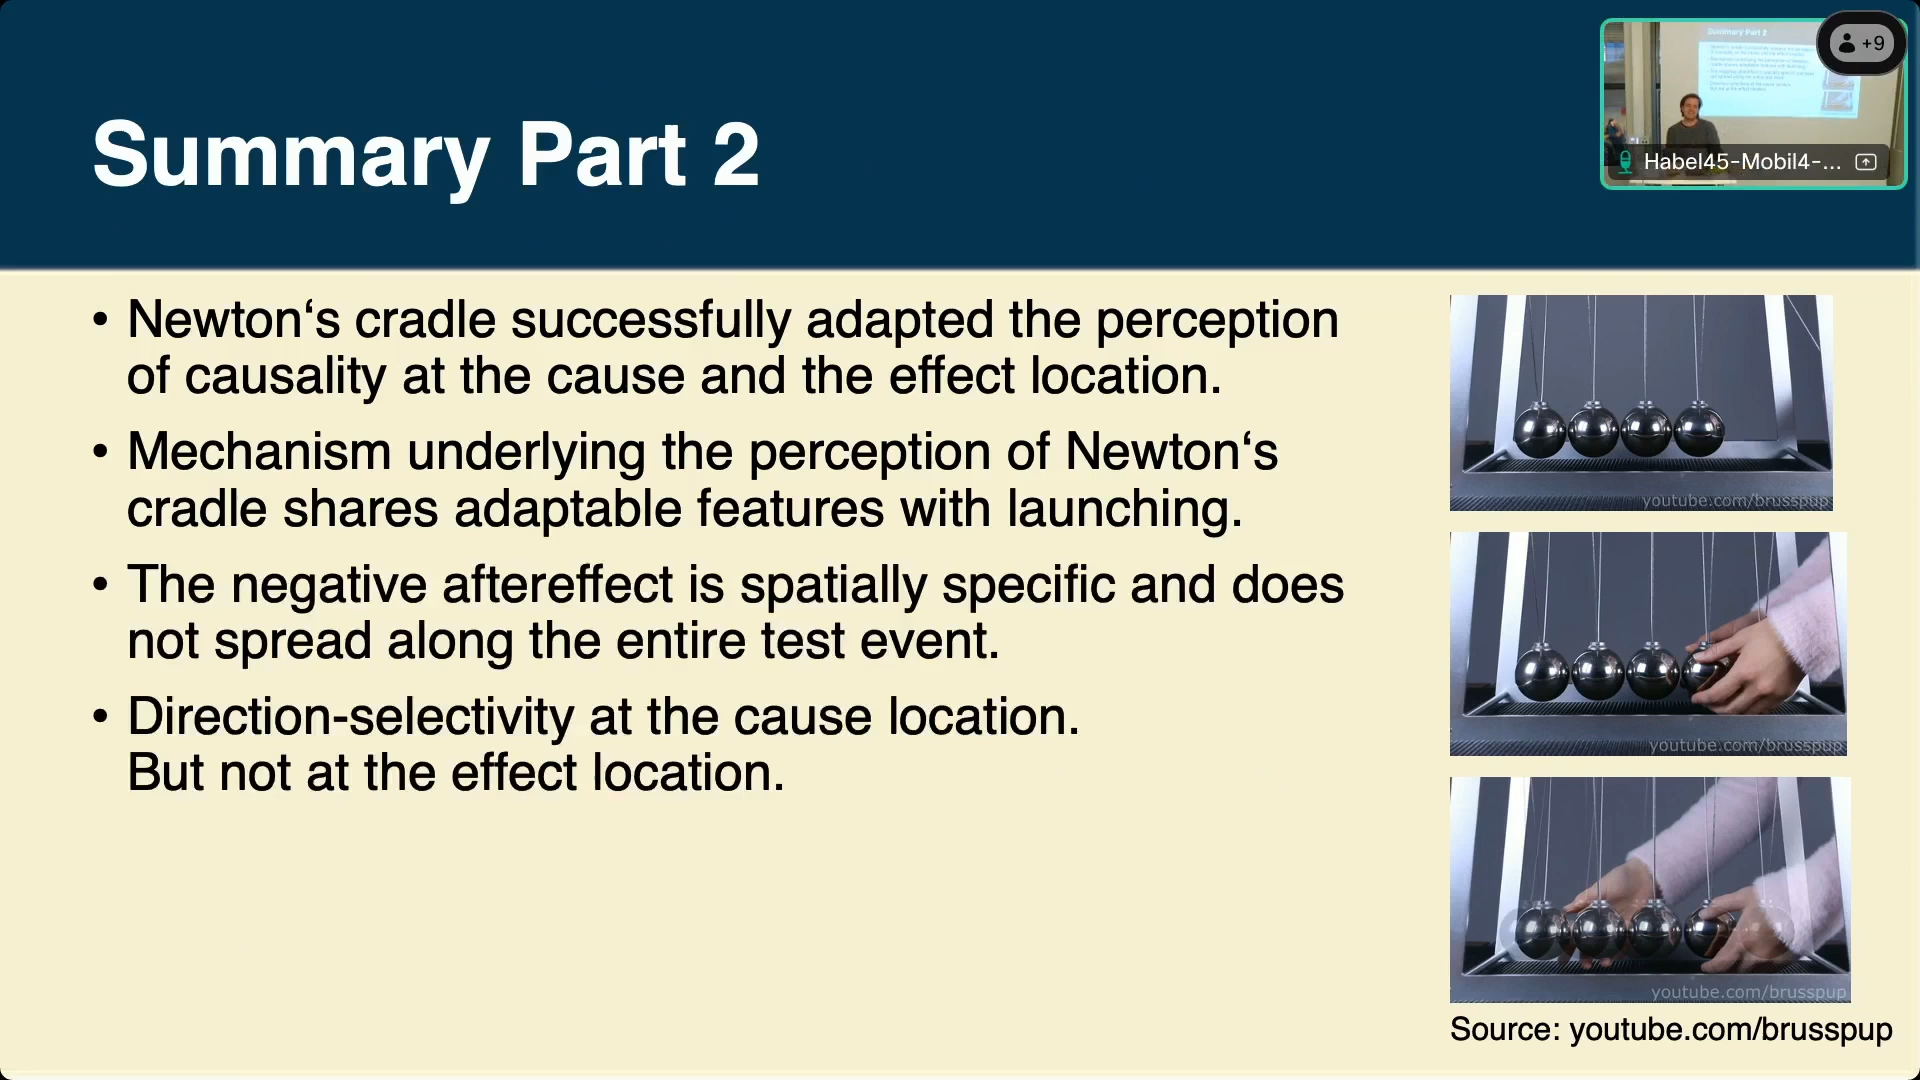 Summary Part 2
+9
Habel45-Mobil4-...
• Newton‘s cradle successfully adapted the perception
of causality at the cause and the effect location.
• Mechanism underlying the perception of Newton‘s
cradle shares adaptable features with launching.
• The negative aftereffect is spatially specific and does
not spread along the entire test event.
• Direction-selectivity at the cause location.
But not at the effect location.
youtube.com/brusspup
youtube.com/brusspup
youtube.com/brusspup
Source: youtube.com/brusspup